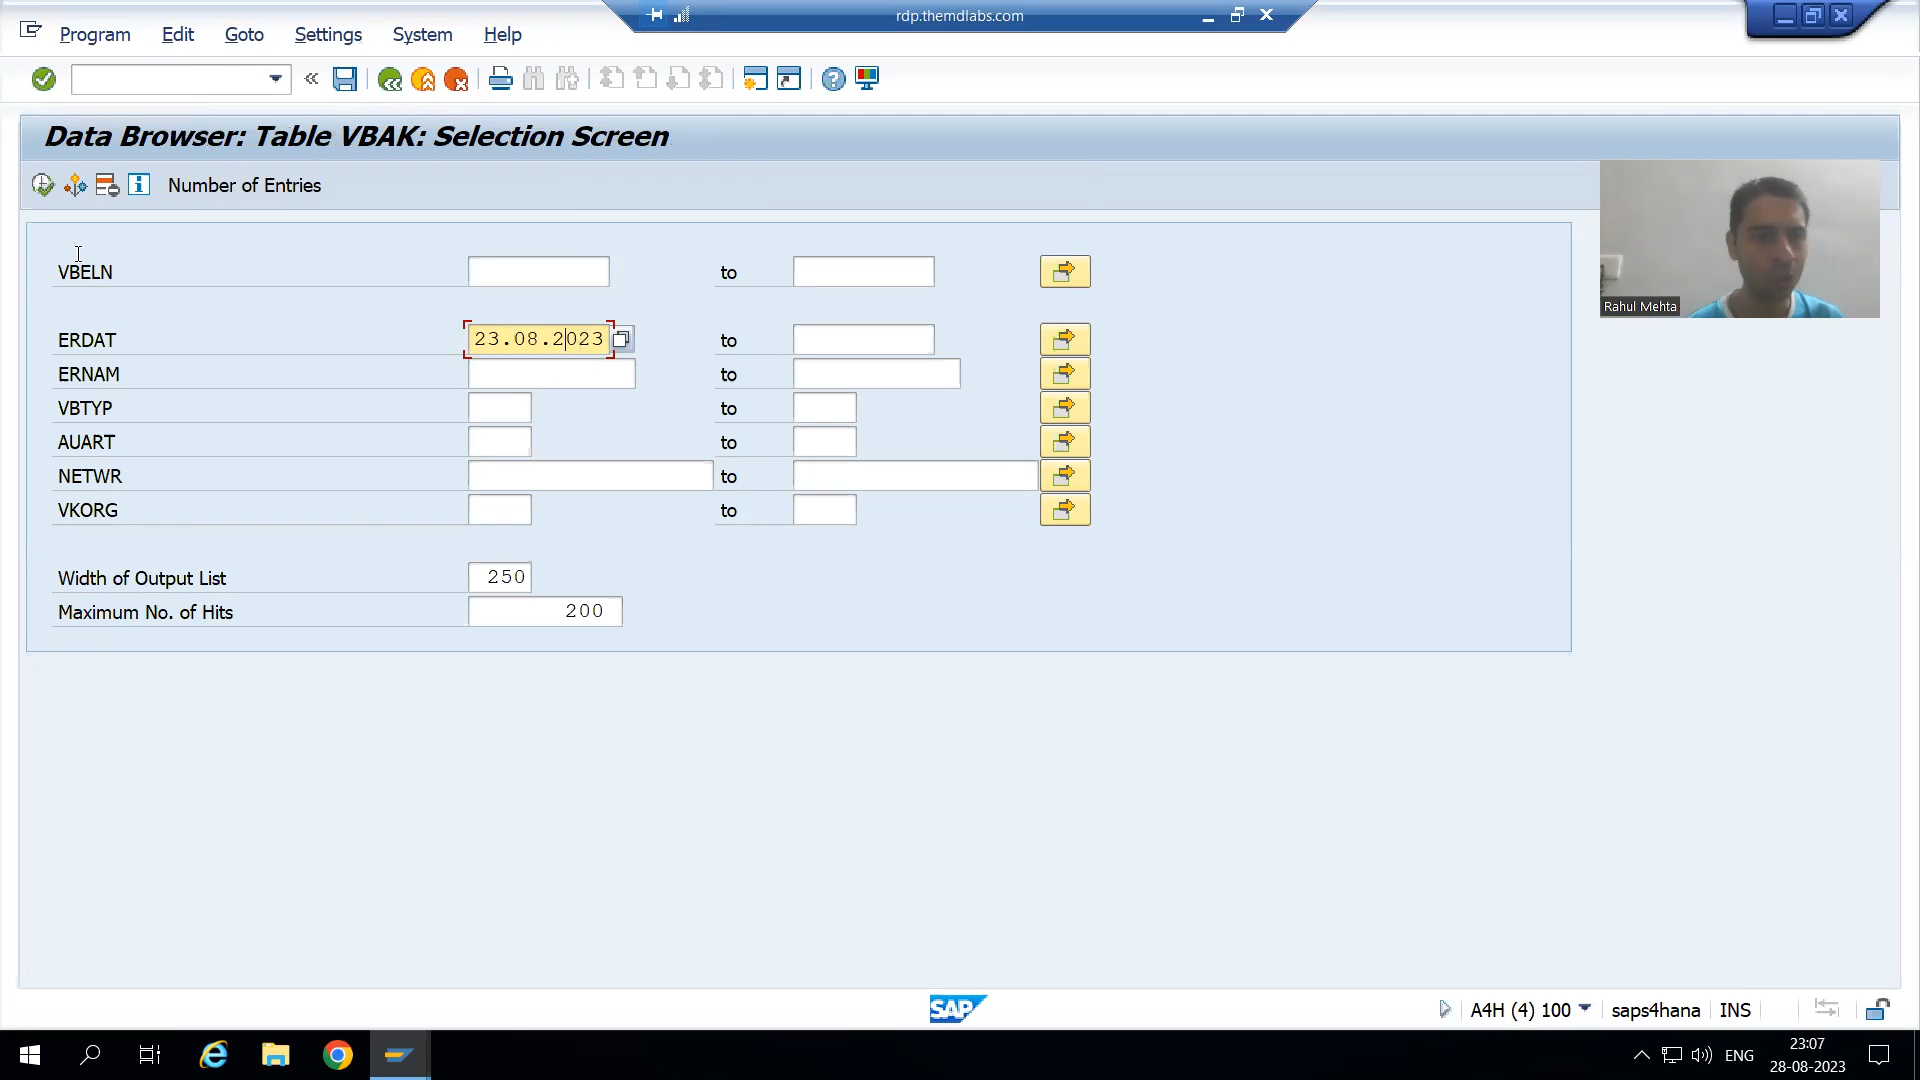 rdp.themdlabs.com
Program Edit Goto Settings System Help
Data Browser: Table VBAK: Selection Screen
Number of Entries
VBELN to
ERDAT 23.08.2023 to
ERNAM to
VBTYP to
AUART to
NETWR to
VKORG to
Width of Output List 250
Maximum No. of Hits 200
Rahul Mehta
SAP
A4H (4) 100 saps4hana INS
ENG
23:07
28-08-2023